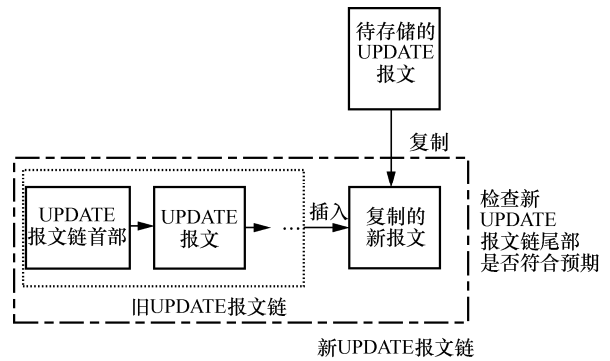 待存储的
UPDATE
报文
复制
UPDATE
报文链首部
UPDATE
报文
…
插入
复制的
新报文
检查新
UPDATE
报文链尾部
是否符合预期
旧UPDATE报文链
新UPDATE报文链